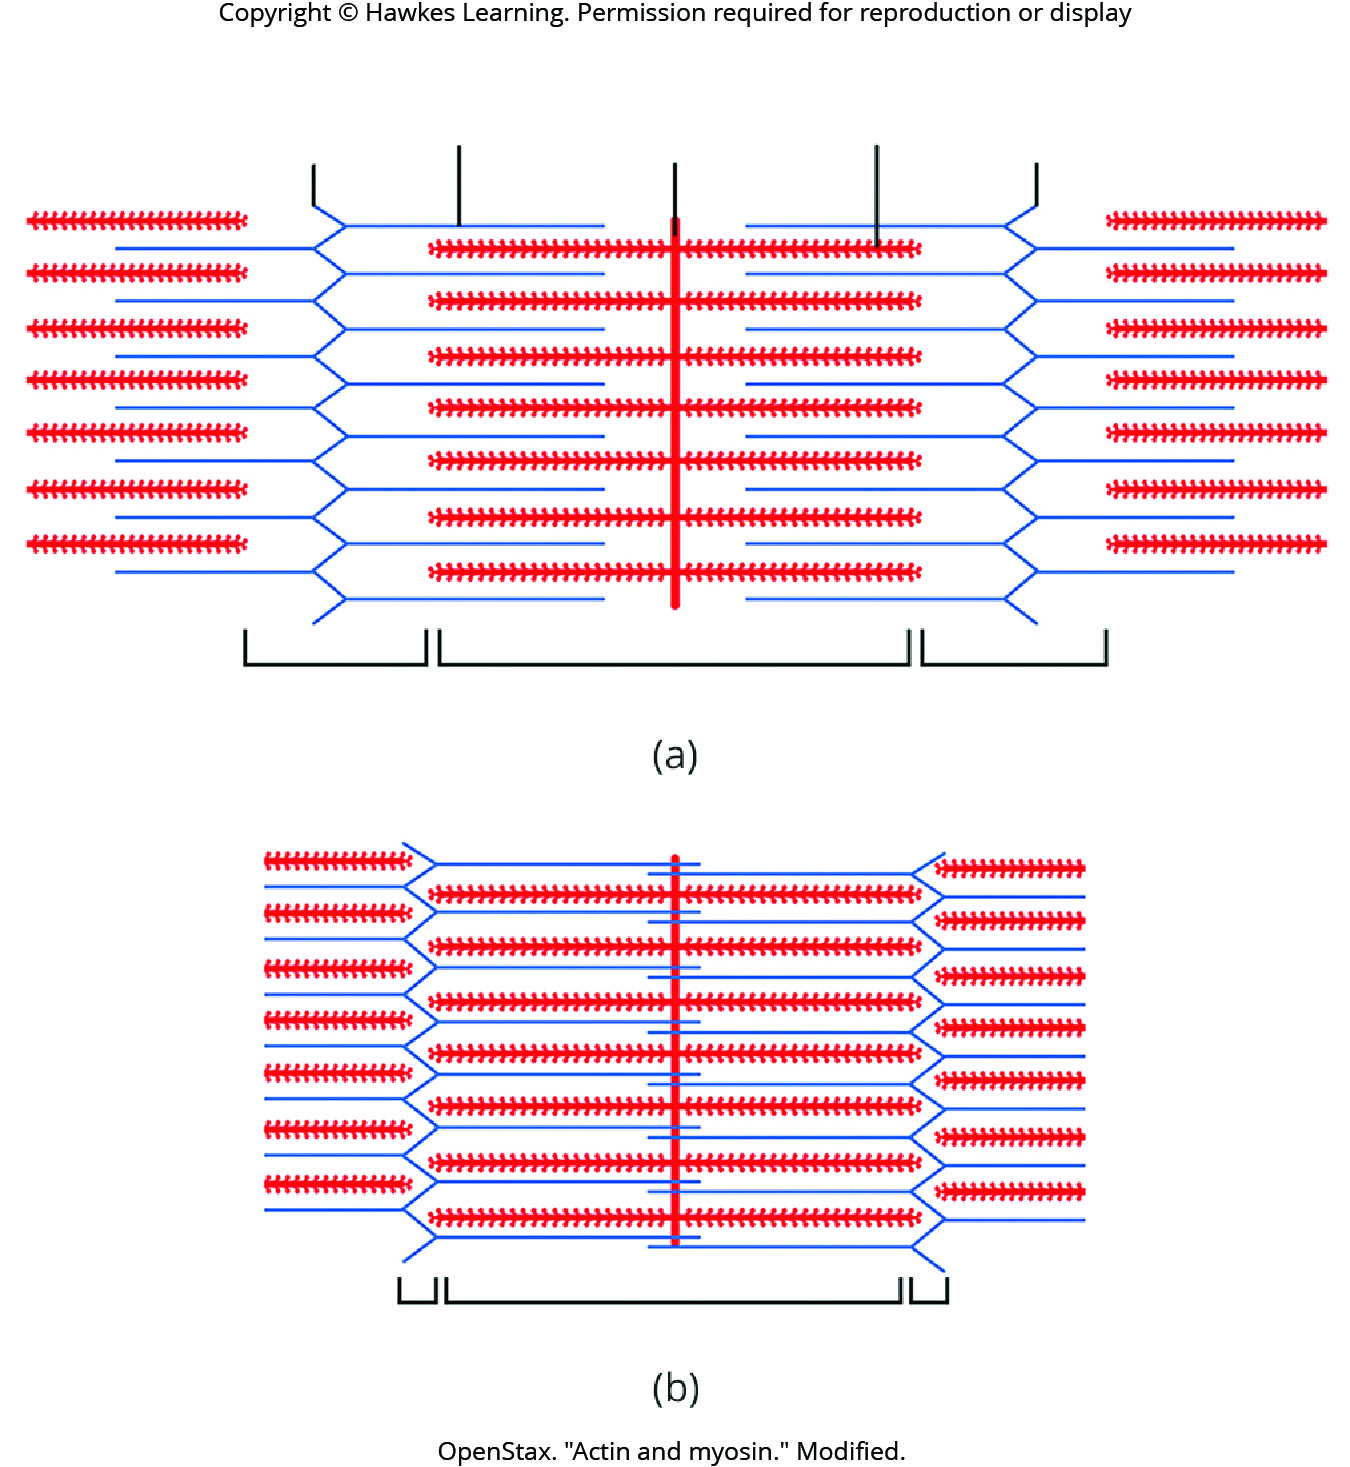 Copyright © Hawkes Learning. Permission required for reproduction or display
(a)
(b)
OpenStax. "Actin and myosin." Modified.